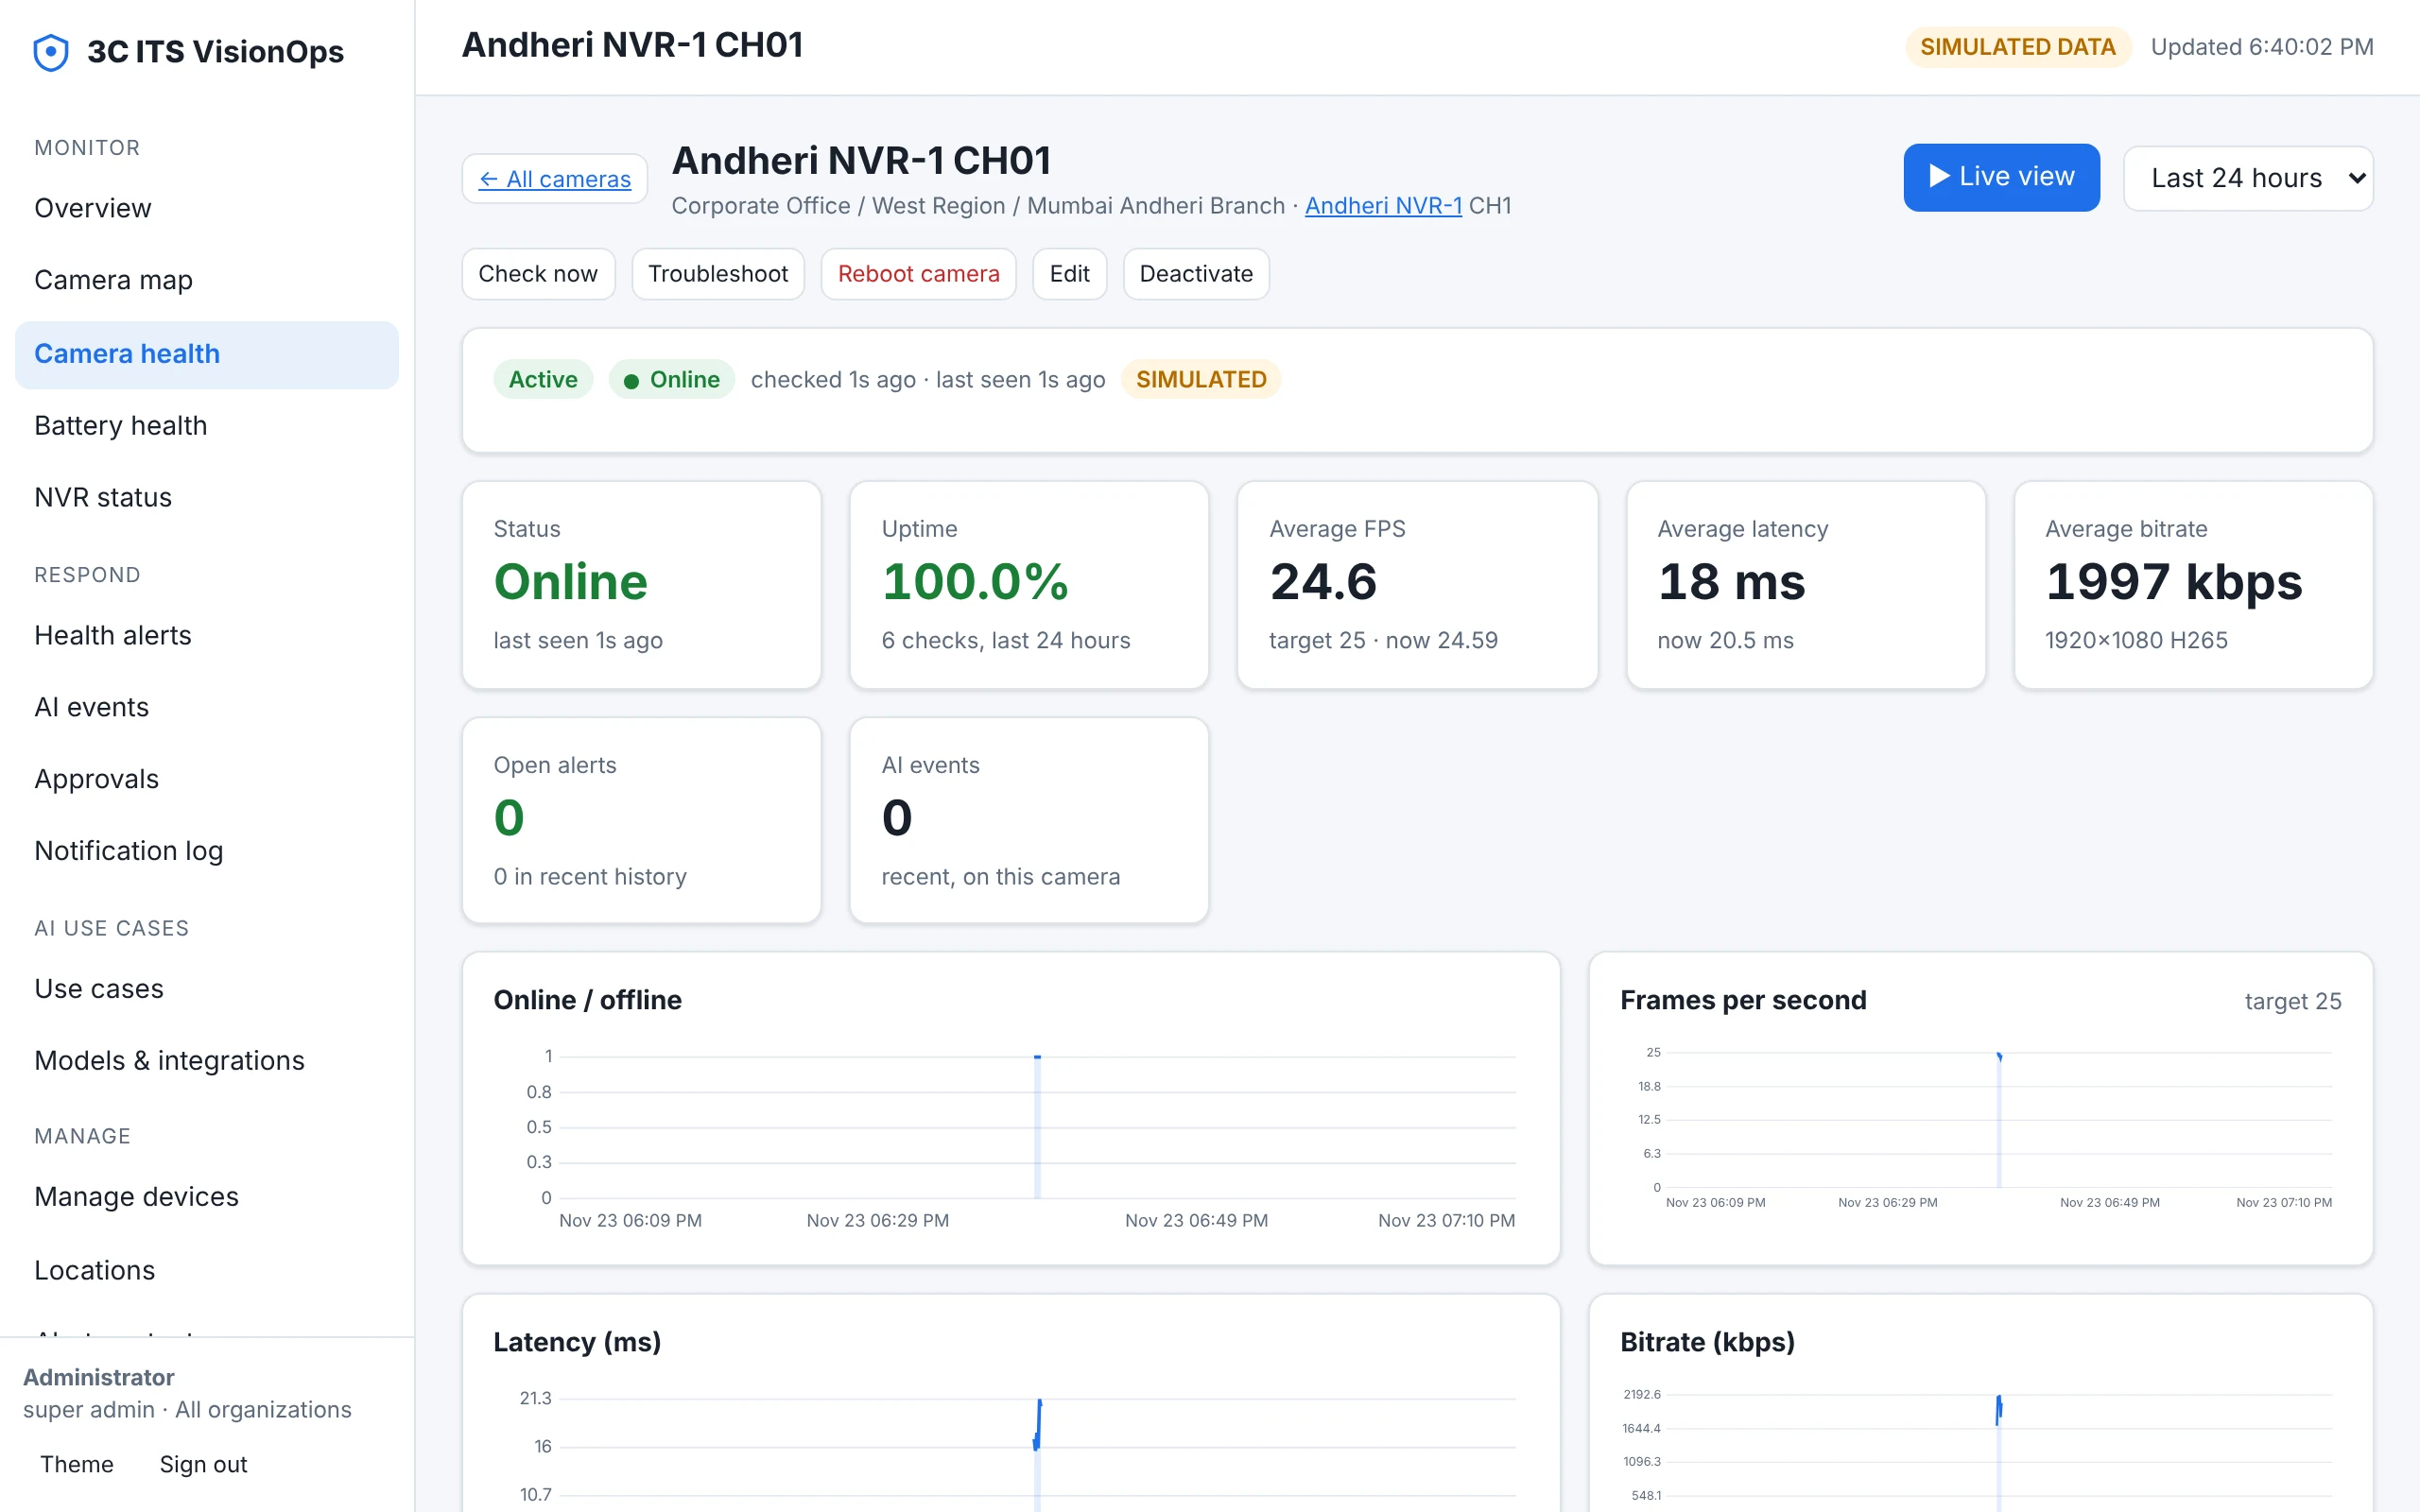 3C ITS VisionOps
MONITOR
Overview
Camera map
Camera health
Battery health
NVR status
RESPOND
Health alerts
AI events
Approvals
Notification log
AI USE CASES
Use cases
Models & integrations
MANAGE
Manage devices
Locations
Administrator
super admin · All organizations
Theme Sign out
Andheri NVR-1 CH01
SIMULATED DATA Updated 6:40:02 PM
← All cameras
Andheri NVR-1 CH01
Corporate Office / West Region / Mumbai Andheri Branch · Andheri NVR-1 CH1
▶ Live view
Last 24 hours
Check now Troubleshoot Reboot camera Edit Deactivate
Active ● Online checked 1s ago · last seen 1s ago SIMULATED
Status
Online
last seen 1s ago
Uptime
100.0%
6 checks, last 24 hours
Average FPS
24.6
target 25 · now 24.59
Average latency
18 ms
now 20.5 ms
Average bitrate
1997 kbps
1920×1080 H265
Open alerts
0
0 in recent history
AI events
0
recent, on this camera
Online / offline
1
0.8
0.5
0.3
0
Nov 23 06:09 PM Nov 23 06:29 PM Nov 23 06:49 PM Nov 23 07:10 PM
Frames per second target 25
25
18.8
12.5
6.3
0
Nov 23 06:09 PM Nov 23 06:29 PM Nov 23 06:49 PM Nov 23 07:10 PM
Latency (ms)
21.3
16
10.7
Bitrate (kbps)
2192.6
1644.4
1096.3
548.1